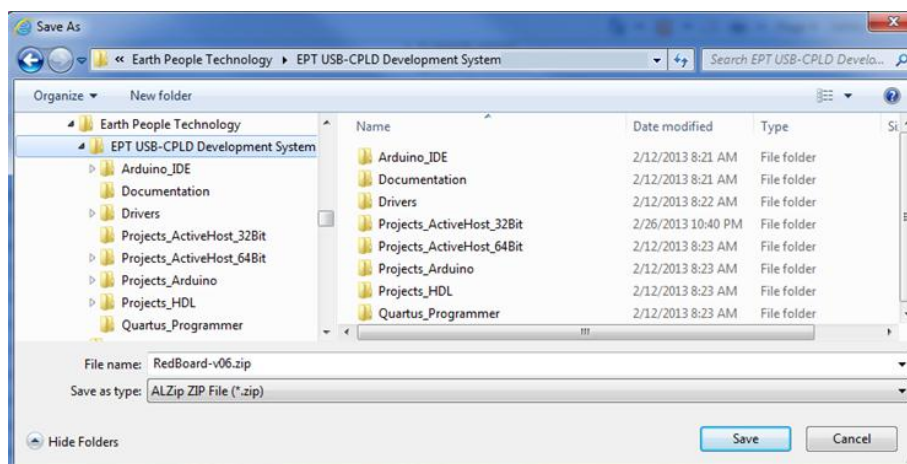 Save As
« Earth People Technology ▸ EPT USB-CPLD Development System
Search EPT USB-CPLD Develo...
Organize ▾ New folder
Earth People Technology
EPT USB-CPLD Development System
Arduino_IDE
Documentation
Drivers
Projects_ActiveHost_32Bit
Projects_ActiveHost_64Bit
Projects_Arduino
Projects_HDL
Quartus_Programmer
Name Date modified Type Si
Arduino_IDE 2/12/2013 8:21 AM File folder
Documentation 2/12/2013 8:21 AM File folder
Drivers 2/12/2013 8:22 AM File folder
Projects_ActiveHost_32Bit 2/26/2013 10:40 PM File folder
Projects_ActiveHost_64Bit 2/12/2013 8:23 AM File folder
Projects_Arduino 2/12/2013 8:23 AM File folder
Projects_HDL 2/12/2013 8:23 AM File folder
Quartus_Programmer 2/12/2013 8:23 AM File folder
File name: RedBoard-v06.zip
Save as type: ALZip ZIP File (*.zip)
Hide Folders
Save Cancel